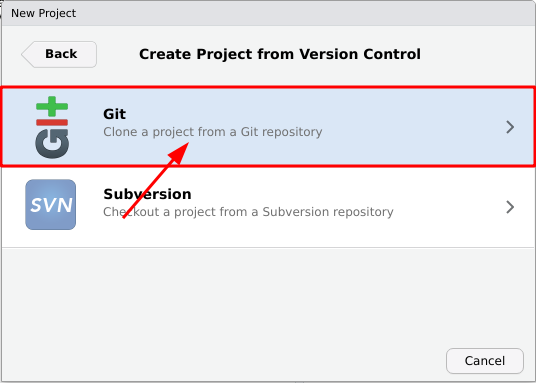 New Project
Back
Create Project from Version Control
git
Git
Clone a project from a Git repository
SVN
Subversion
Checkout a project from a Subversion repository
Cancel